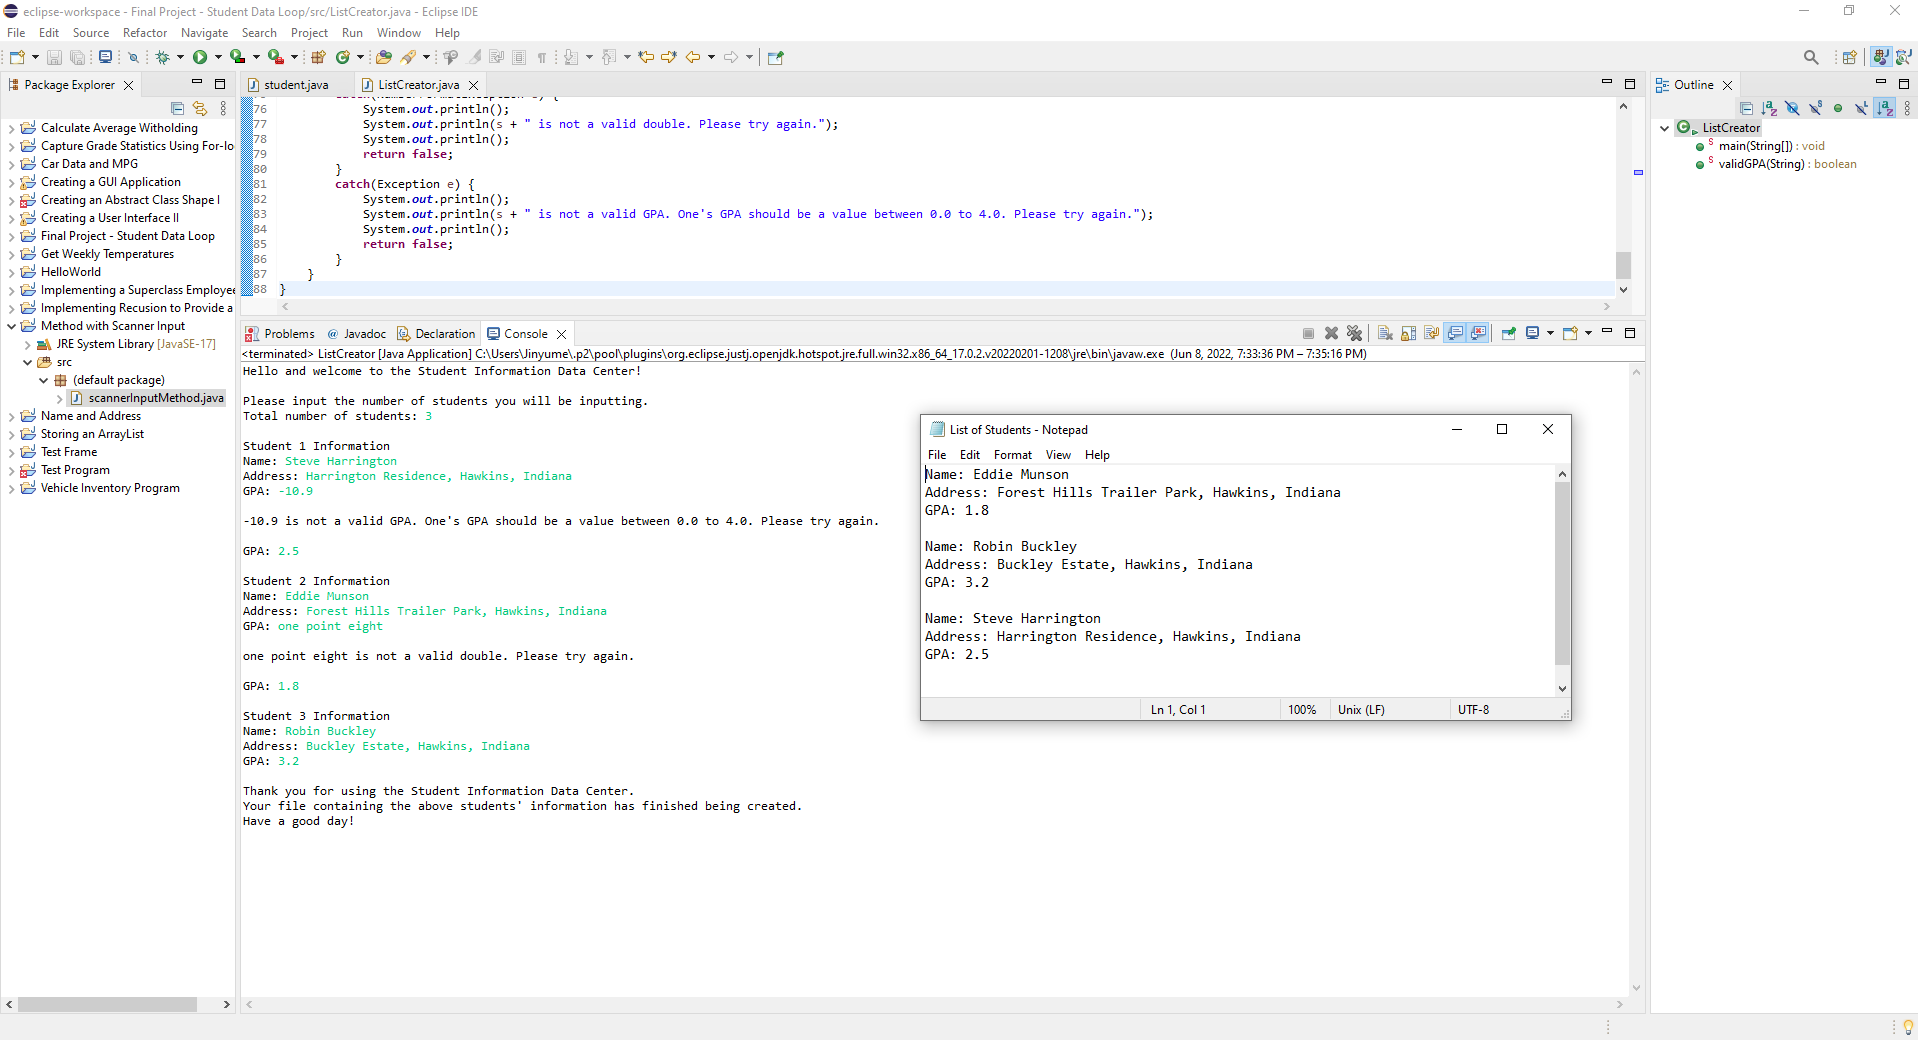 eclipse-workspace - Final Project - Student Data Loop/src/ListCreator.java - Eclipse IDE
File Edit Source Refactor Navigate Search Project Run Window Help
Package Explorer
Calculate Average Witholding
Capture Grade Statistics Using For-lo
Car Data and MPG
Creating a GUI Application
Creating an Abstract Class Shape I
Creating a User Interface II
Final Project - Student Data Loop
Get Weekly Temperatures
HelloWorld
Implementing a Superclass Employee
Implementing Recusion to Provide a
Method with Scanner Input
JRE System Library [JavaSE-17]
src
(default package)
scannerInputMethod.java
Name and Address
Storing an ArrayList
Test Frame
Test Program
Vehicle Inventory Program
student.java ListCreator.java
76 System.out.println();
77 System.out.println(s + " is not a valid double. Please try again.");
78 System.out.println();
79 return false;
80 }
81 catch(Exception e) {
82 System.out.println();
83 System.out.println(s + " is not a valid GPA. One's GPA should be a value between 0.0 to 4.0. Please try again.");
84 System.out.println();
85 return false;
86 }
87 }
88 }
Problems @ Javadoc Declaration Console
<terminated> ListCreator [Java Application] C:\Users\Jinyume\.p2\pool\plugins\org.eclipse.justj.openjdk.hotspot.jre.full.win32.x86_64_17.0.2.v20220201-1208\jre\bin\javaw.exe (Jun 8, 2022, 7:33:36 PM – 7:35:16 PM)
Hello and welcome to the Student Information Data Center!
Please input the number of students you will be inputting.
Total number of students: 3
Student 1 Information
Name: Steve Harrington
Address: Harrington Residence, Hawkins, Indiana
GPA: -10.9
-10.9 is not a valid GPA. One's GPA should be a value between 0.0 to 4.0. Please try again.
GPA: 2.5
Student 2 Information
Name: Eddie Munson
Address: Forest Hills Trailer Park, Hawkins, Indiana
GPA: one point eight
one point eight is not a valid double. Please try again.
GPA: 1.8
Student 3 Information
Name: Robin Buckley
Address: Buckley Estate, Hawkins, Indiana
GPA: 3.2
Thank you for using the Student Information Data Center.
Your file containing the above students' information has finished being created.
Have a good day!
List of Students - Notepad
File Edit Format View Help
Name: Eddie Munson
Address: Forest Hills Trailer Park, Hawkins, Indiana
GPA: 1.8
Name: Robin Buckley
Address: Buckley Estate, Hawkins, Indiana
GPA: 3.2
Name: Steve Harrington
Address: Harrington Residence, Hawkins, Indiana
GPA: 2.5
Ln 1, Col 1 100% Unix (LF) UTF-8
Outline
ListCreator
main(String[]) : void
validGPA(String) : boolean